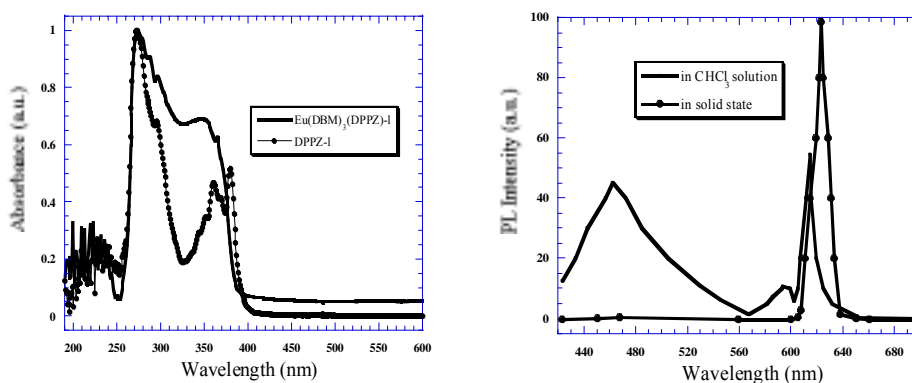 Absorbance (a.u.)
1
0.8
0.6
0.4
0.2
0
Eu(DBM)3(DPPZ)-1
DPPZ-1
200 250 300 350 400 450 500 550 600
Wavelength (nm)
PL Intensity (a.u.)
100
80
60
40
20
0
in CHCl3 solution
in solid state
440 480 520 560 600 640 680
Wavelength (nm)